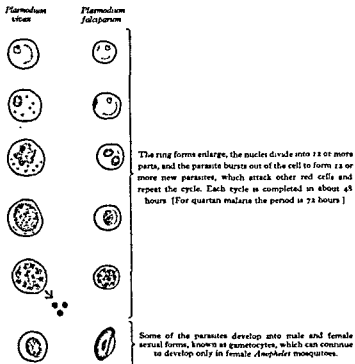 Plasmodium vivax
Plasmodium falciparum
The ring forms enlarge, the nuclei divide into 12 or more
parts, and the parasite bursts out of the cell to form 12 or
more new parasites, which attack other red cells and
repeat the cycle. Each cycle is completed in about 48
hours [For quartan malaria the period is 72 hours]
Some of the parasites develop into male and female
sexual forms, known as gametocytes, which can continue
to develop only in female Anopheles mosquitoes.